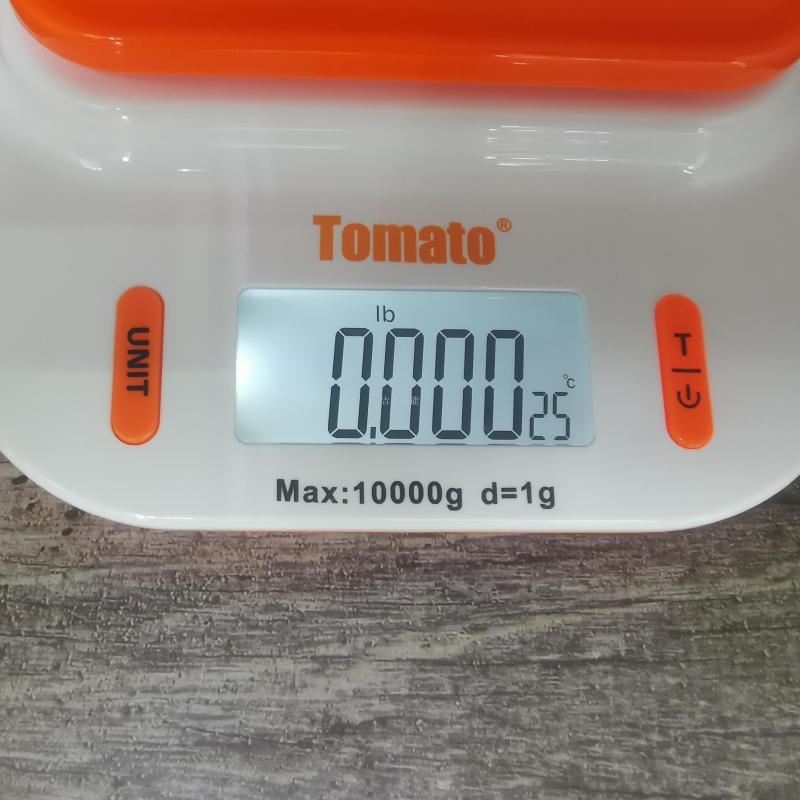 Tomato®
UNIT
lb
0.000
25 °C
T | ⏻
Max:10000g d=1g